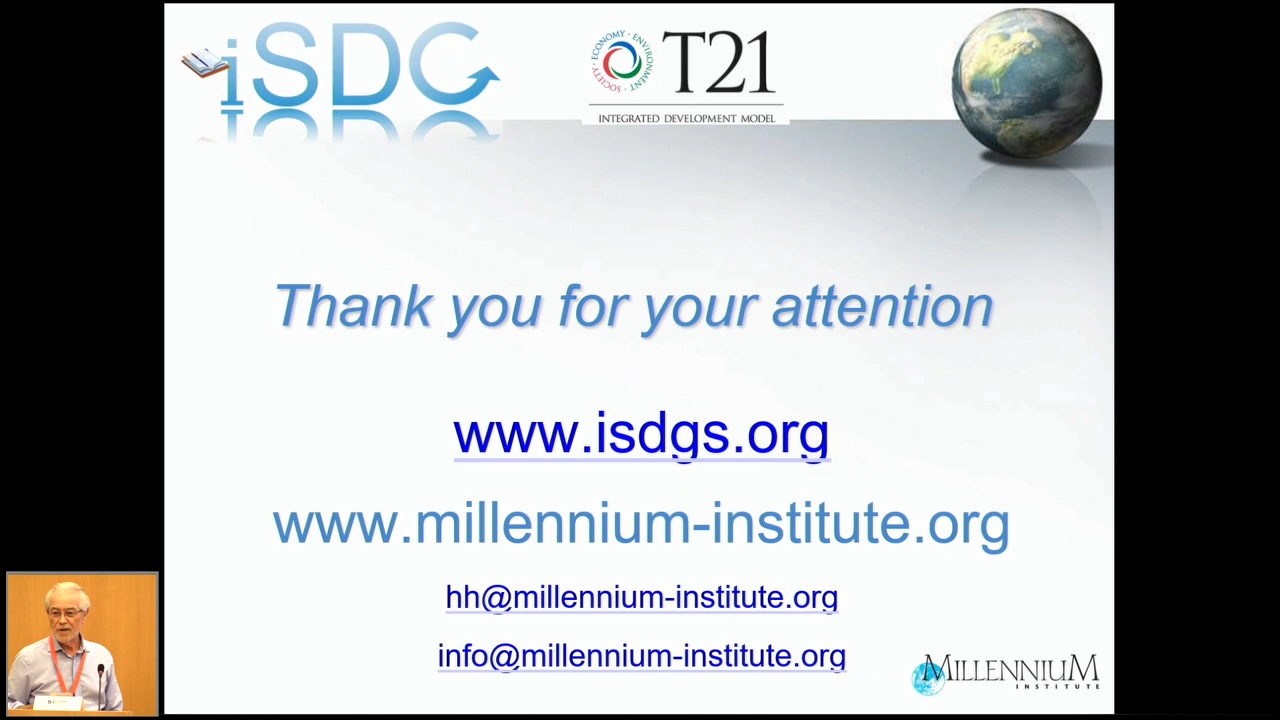 iSDG
ECONOMY · ENVIRONMENT · SOCIETY ·
T21
INTEGRATED DEVELOPMENT MODEL
Thank you for your attention
www.isdgs.org
www.millennium-institute.org
hh@millennium-institute.org
info@millennium-institute.org
MILLENNIUM
INSTITUTE